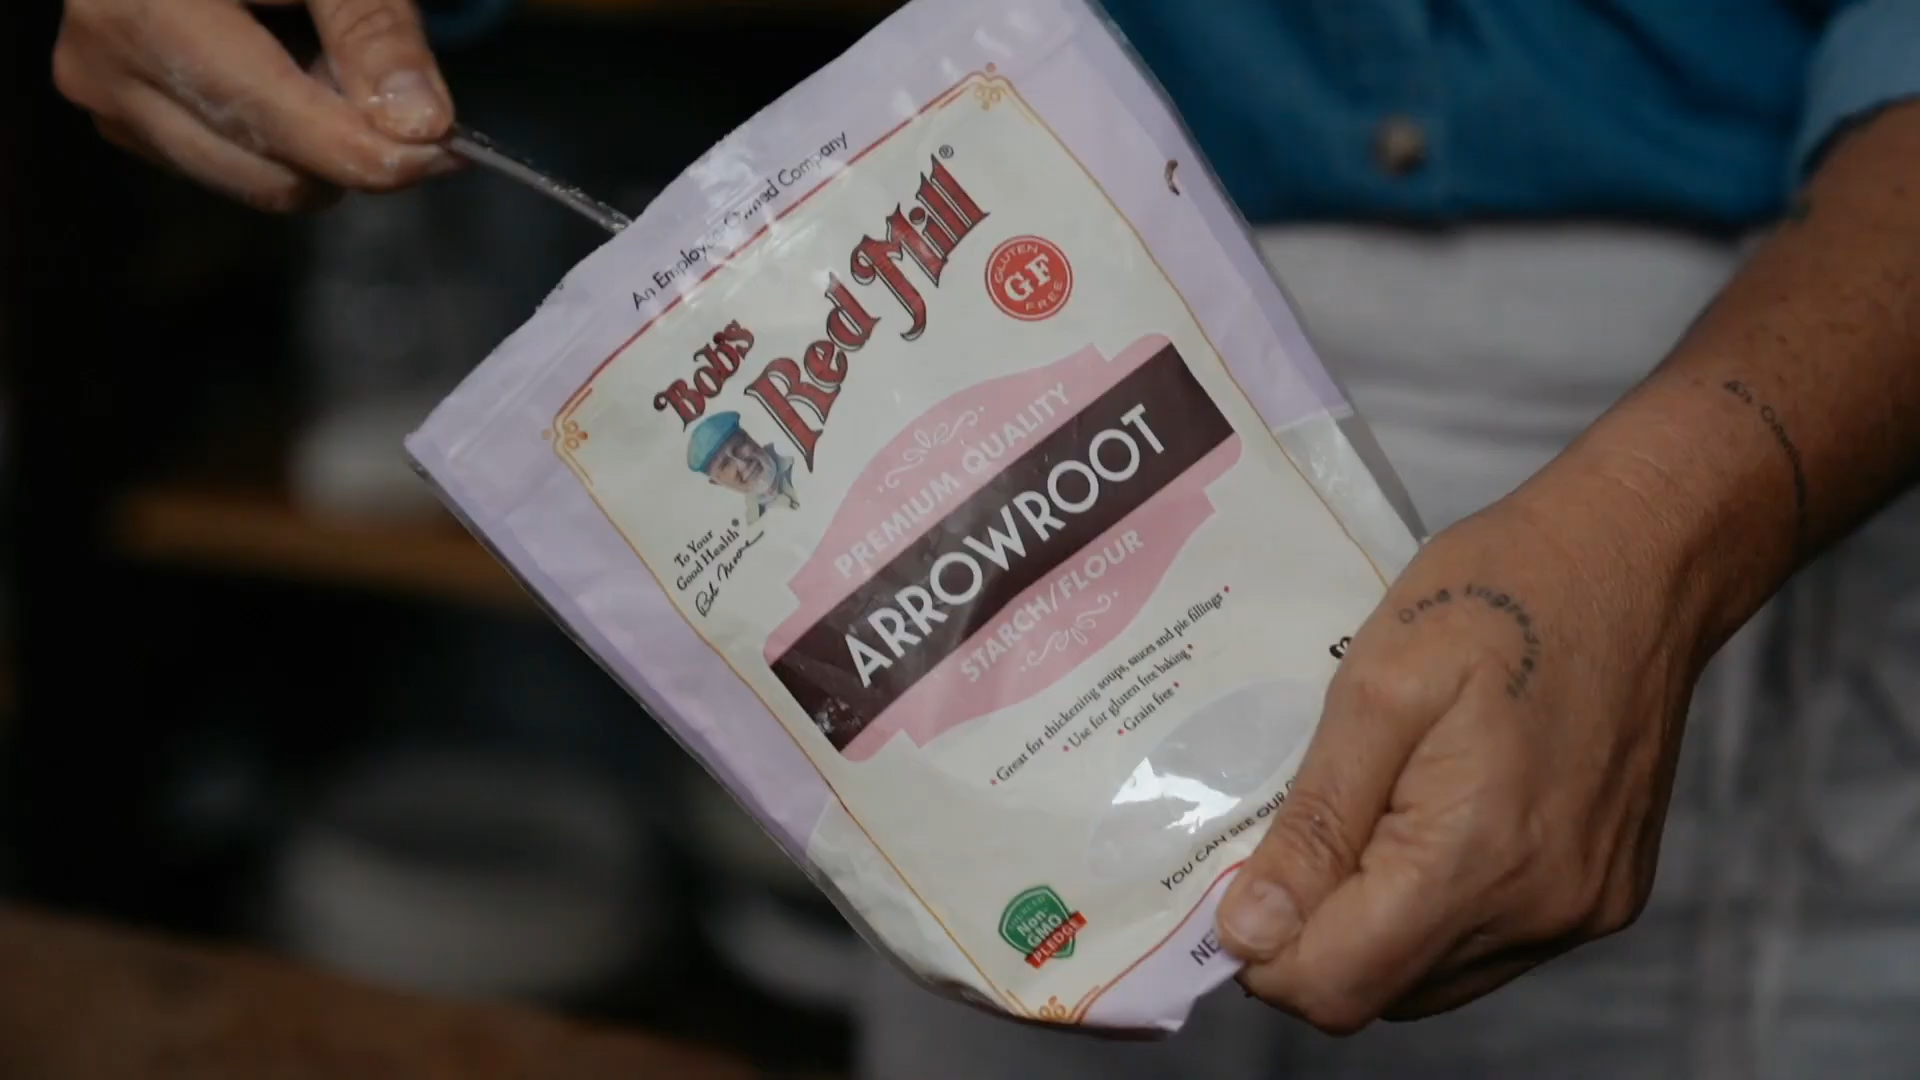 An Employee-Owned Company
Bob's
Red Mill®
GLUTEN
GF
FREE
To Your
Good Health®
Bob Moore
PREMIUM QUALITY
ARROWROOT
STARCH/FLOUR
• Great for thickening soups, sauces and pie fillings •
• Use for gluten free baking •
• Grain free •
YOU CAN SEE OUR
Non-
GMO
PLEDGE
One Ingredient